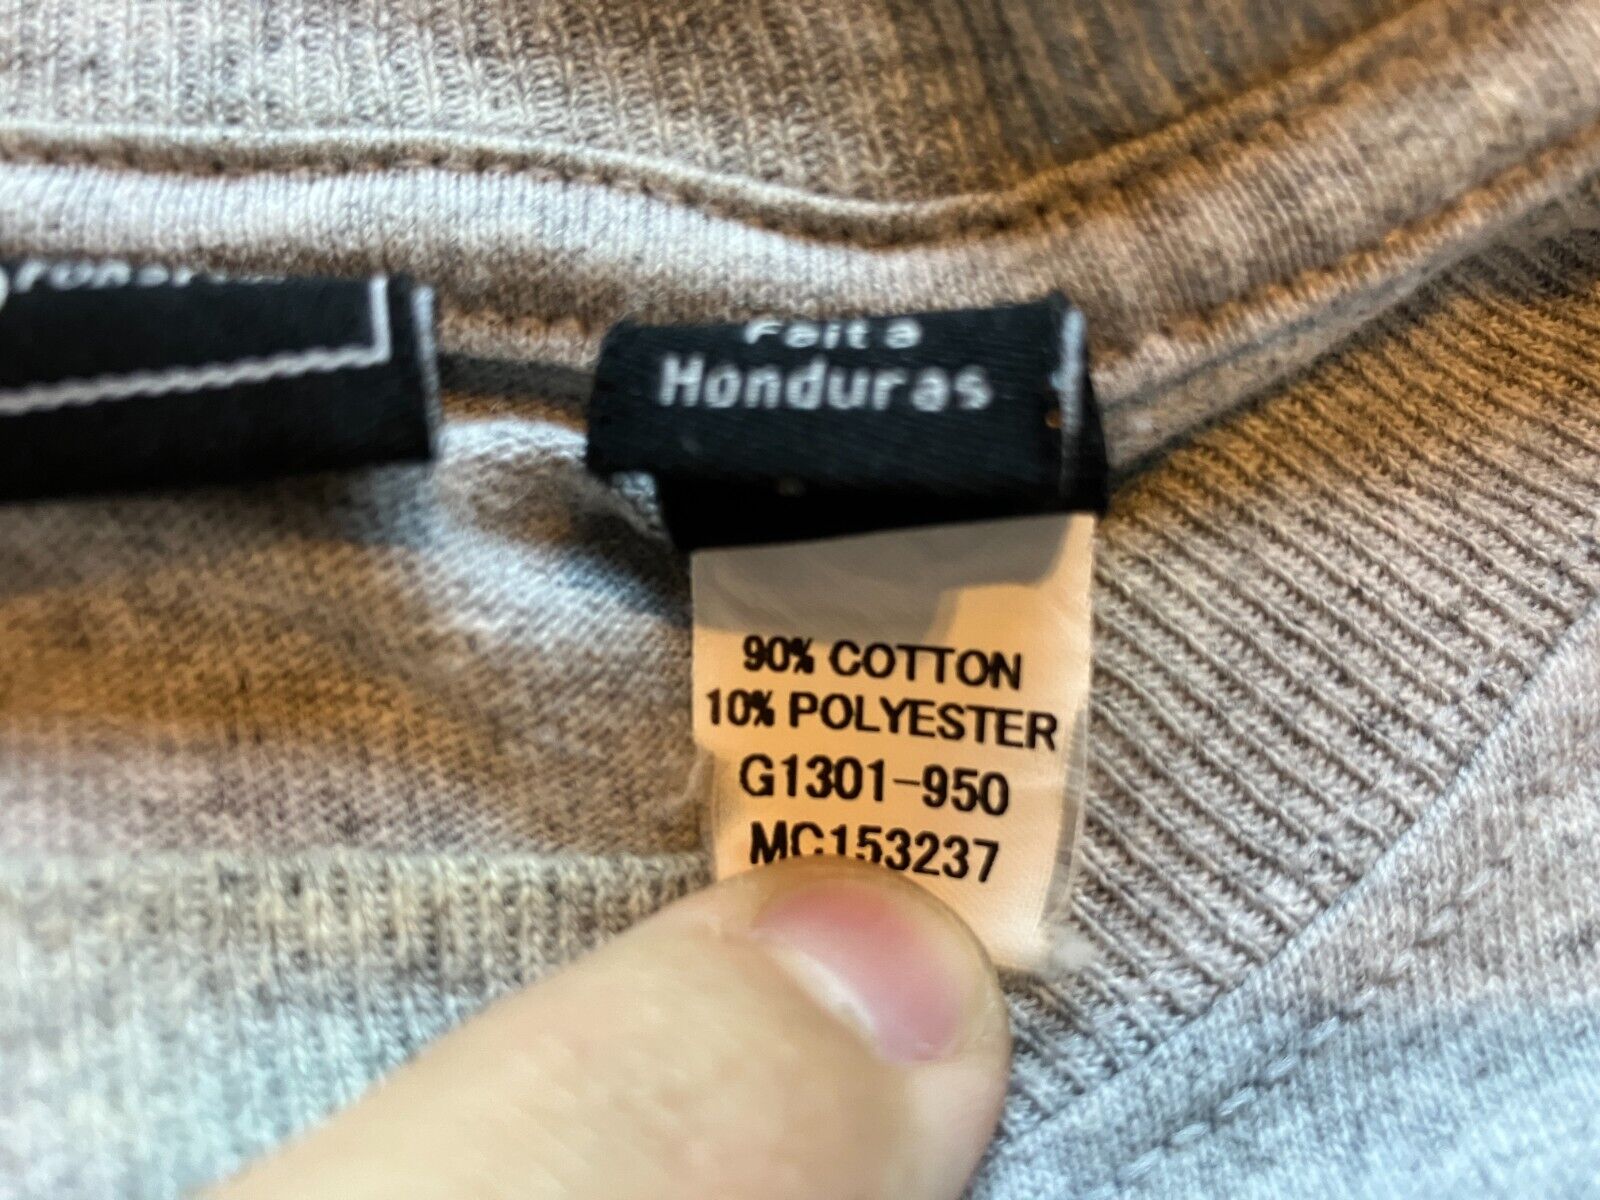 Fait a
Honduras
90% COTTON
10% POLYESTER
G1301-950
MC153237